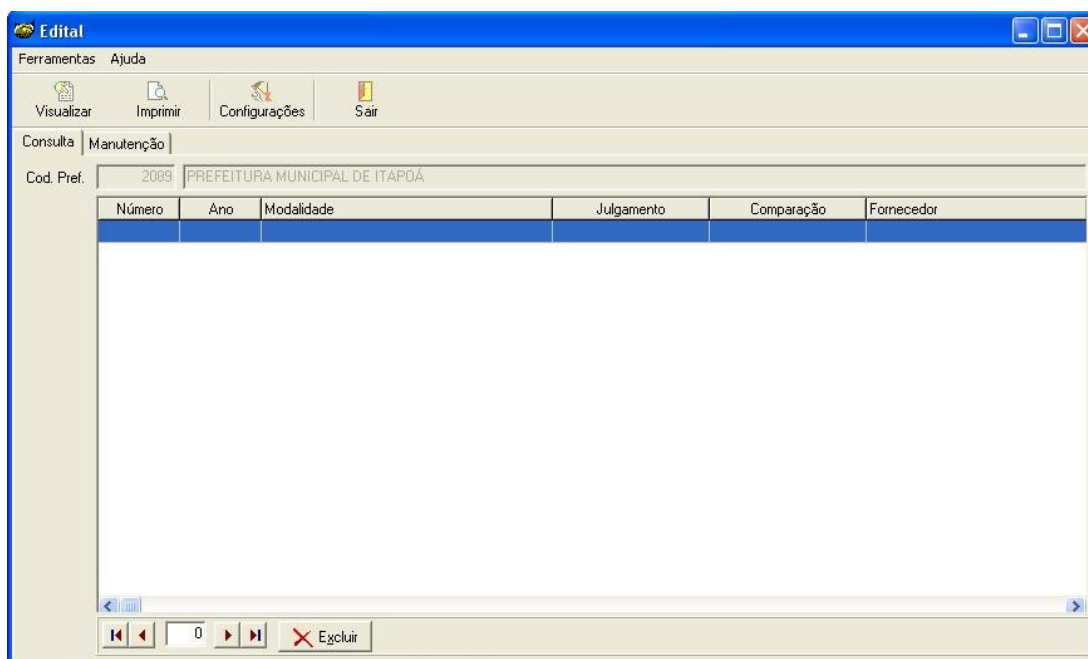 Edital
Ferramentas Ajuda
Visualizar Imprimir Configurações Sair
Consulta Manutenção
Cod. Pref. 2089 PREFEITURA MUNICIPAL DE ITAPOÁ
Número Ano Modalidade Julgamento Comparação Fornecedor
0 Excluir